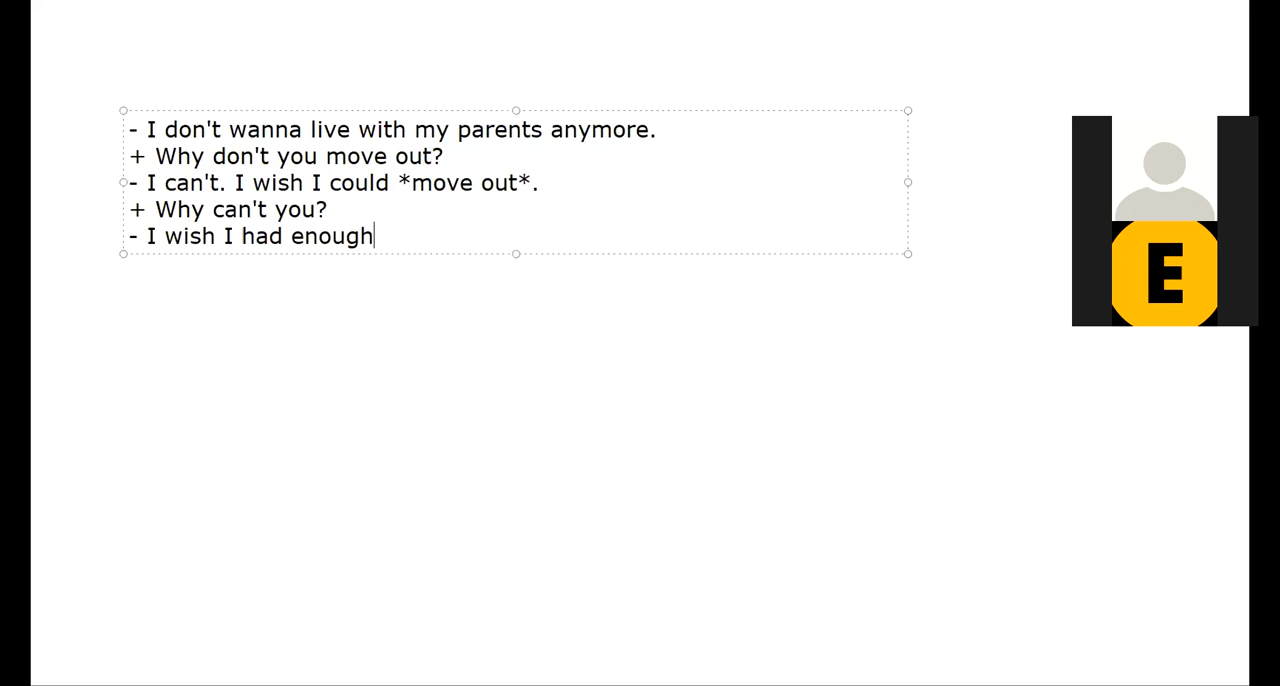 - I don't wanna live with my parents anymore.
+ Why don't you move out?
- I can't. I wish I could *move out*.
+ Why can't you?
- I wish I had enough
E